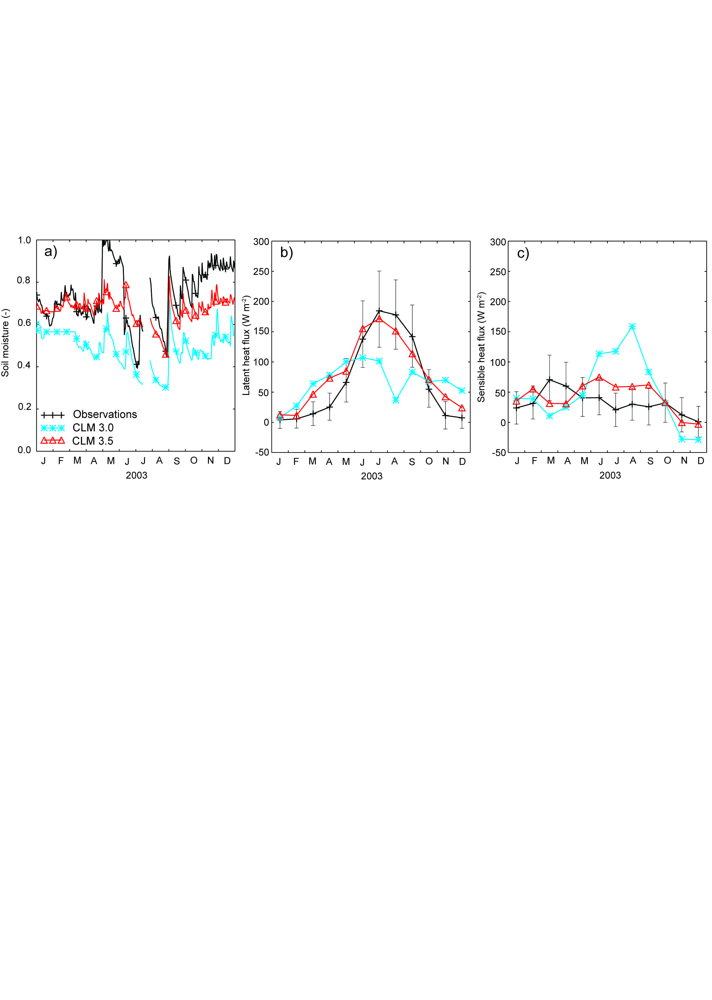 a)
Soil moisture (-)
1.0
0.8
0.6
0.4
0.2
0.0
Observations
CLM 3.0
CLM 3.5
J F M A M J J A S O N D
2003
b)
Latent heat flux (W m-2)
300
250
200
150
100
50
0
-50
J F M A M J J A S O N D
2003
c)
Sensible heat flux (W m-2)
300
250
200
150
100
50
0
-50
J F M A M J J A S O N D
2003